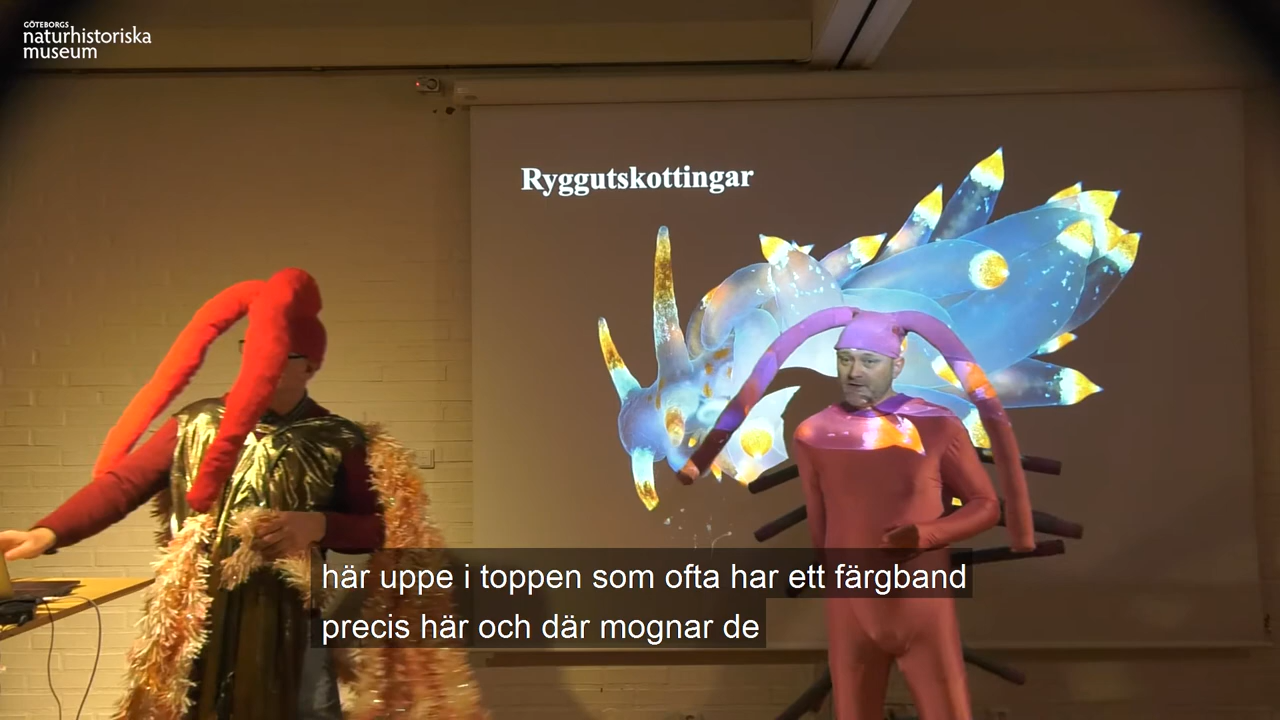 GÖTEBORGS
naturhistoriska
museum
Ryggutskottingar
här uppe i toppen som ofta har ett färgband
precis här och där mognar de